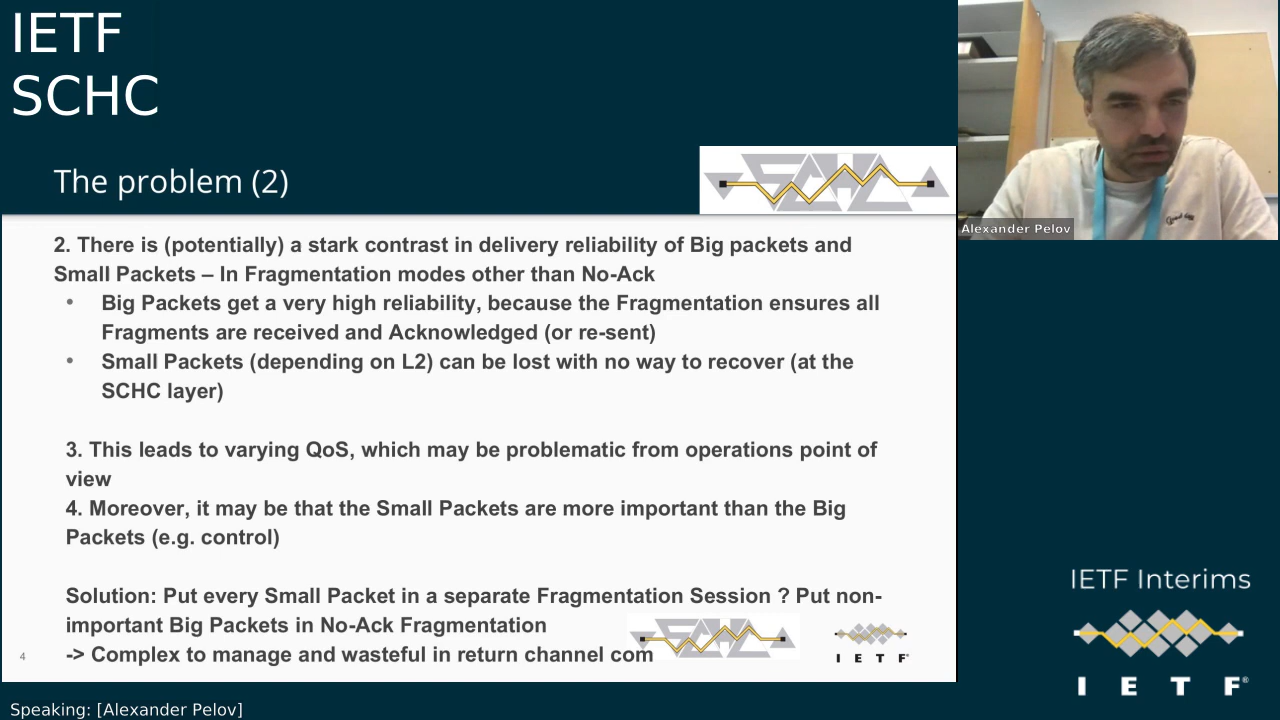 IETF
SCHC
The problem (2)
SCHC
Alexander Pelov
2. There is (potentially) a stark contrast in delivery reliability of Big packets and
Small Packets – In Fragmentation modes other than No-Ack
• Big Packets get a very high reliability, because the Fragmentation ensures all
Fragments are received and Acknowledged (or re-sent)
• Small Packets (depending on L2) can be lost with no way to recover (at the
SCHC layer)
3. This leads to varying QoS, which may be problematic from operations point of
view
4. Moreover, it may be that the Small Packets are more important than the Big
Packets (e.g. control)
Solution: Put every Small Packet in a separate Fragmentation Session ? Put non-
important Big Packets in No-Ack Fragmentation
-> Complex to manage and wasteful in return channel com
SCHC
I E T F®
4
IETF Interims
I E T F®
Speaking: [Alexander Pelov]